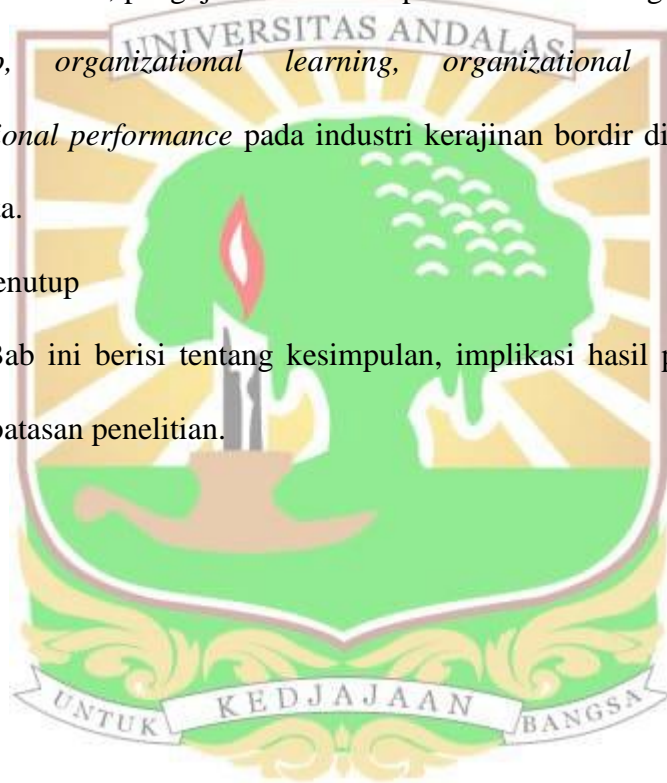 UNIVERSITAS ANDALAS
organizational learning, organizational
performance pada industri kerajinan bordir di
enutup
Bab ini berisi tentang kesimpulan, implikasi hasil
batasan penelitian.
UNTUK KEDJAJAAN BANGSA